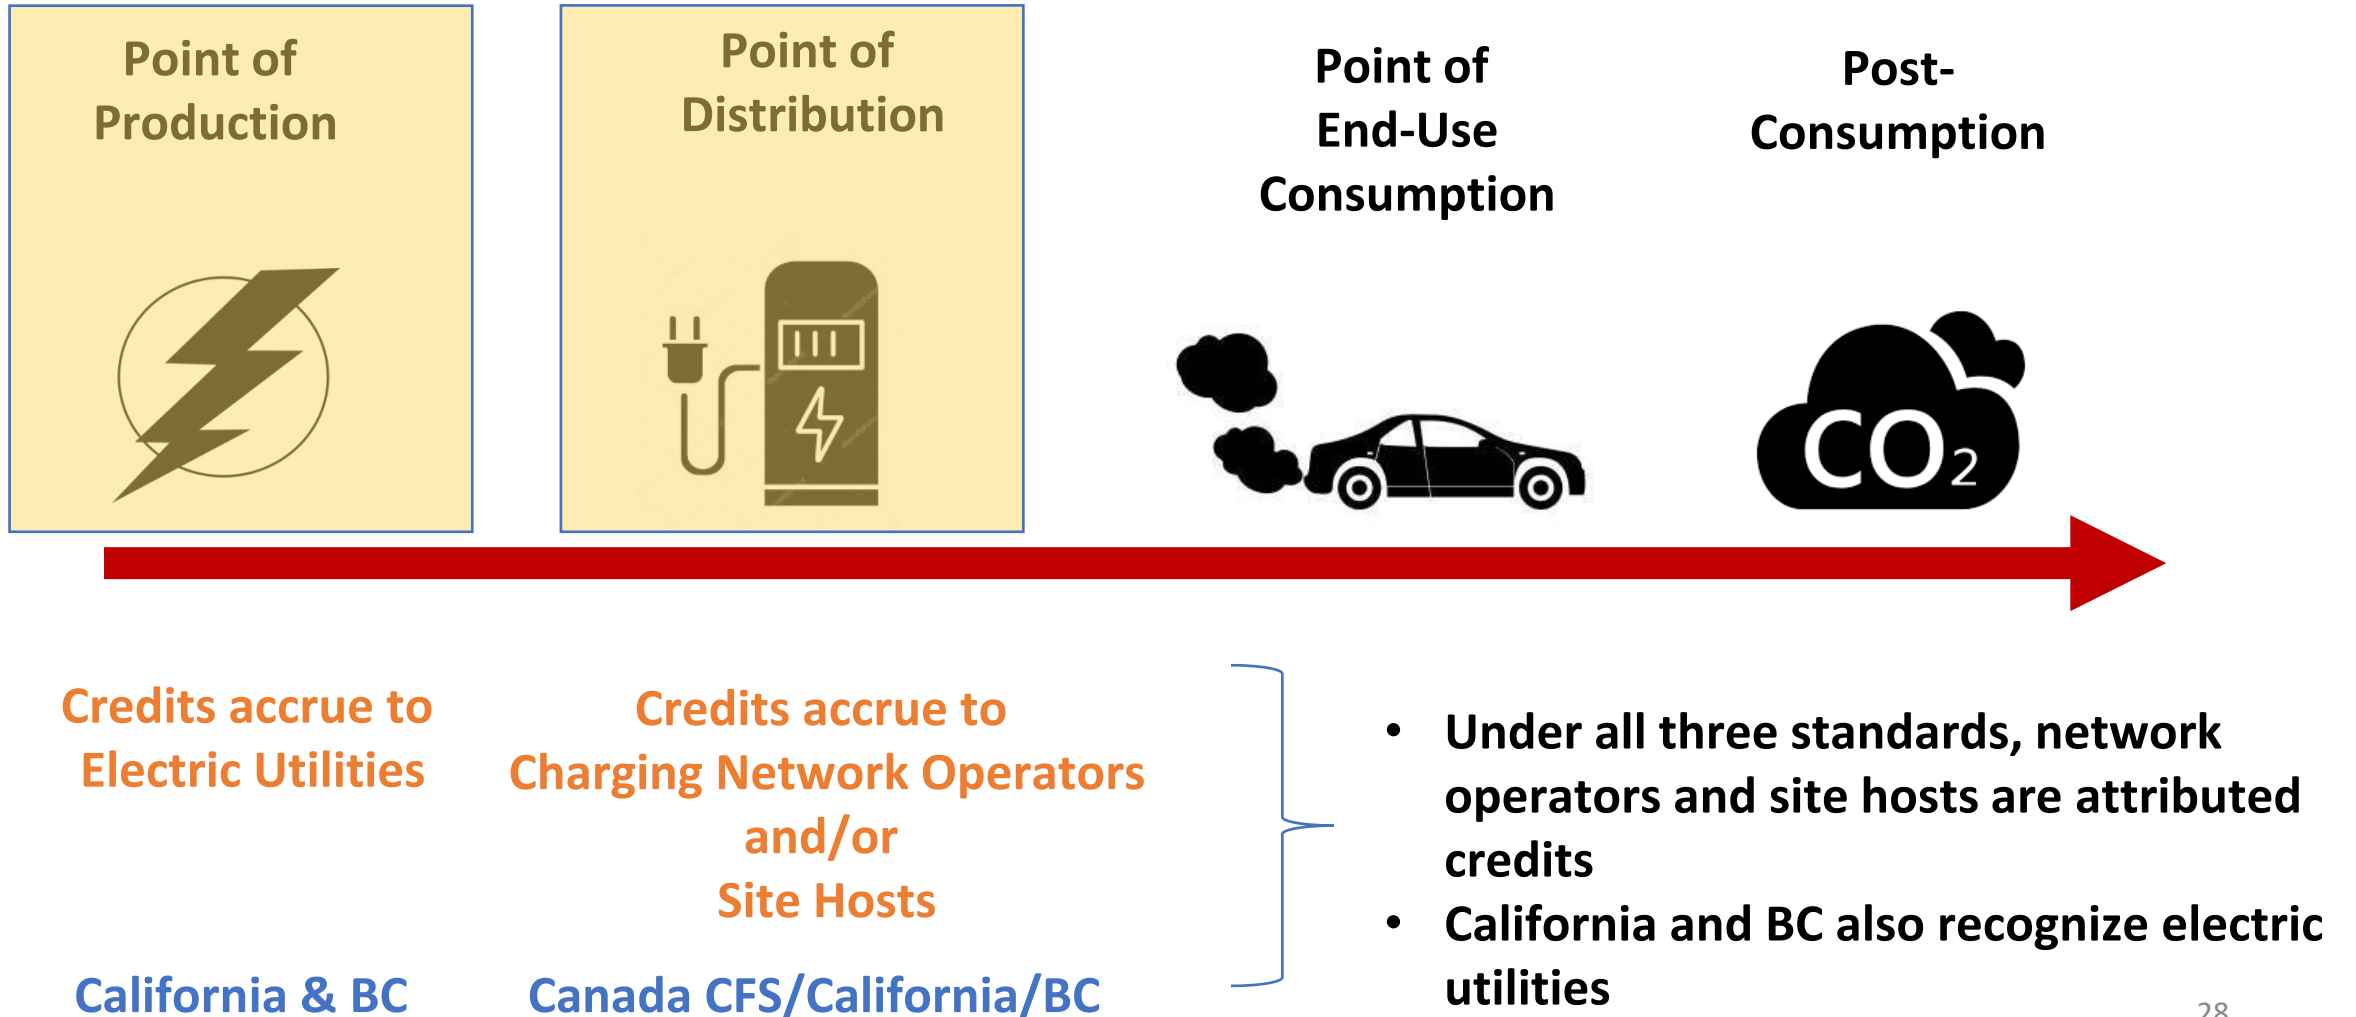 Point of
Production
Point of
Distribution
Point of
End-Use
Consumption
Post-
Consumption
CO2
Credits accrue to
Electric Utilities
California & BC
Credits accrue to
Charging Network Operators
and/or
Site Hosts
Canada CFS/California/BC
• Under all three standards, network
operators and site hosts are attributed
credits
• California and BC also recognize electric
utilities
28